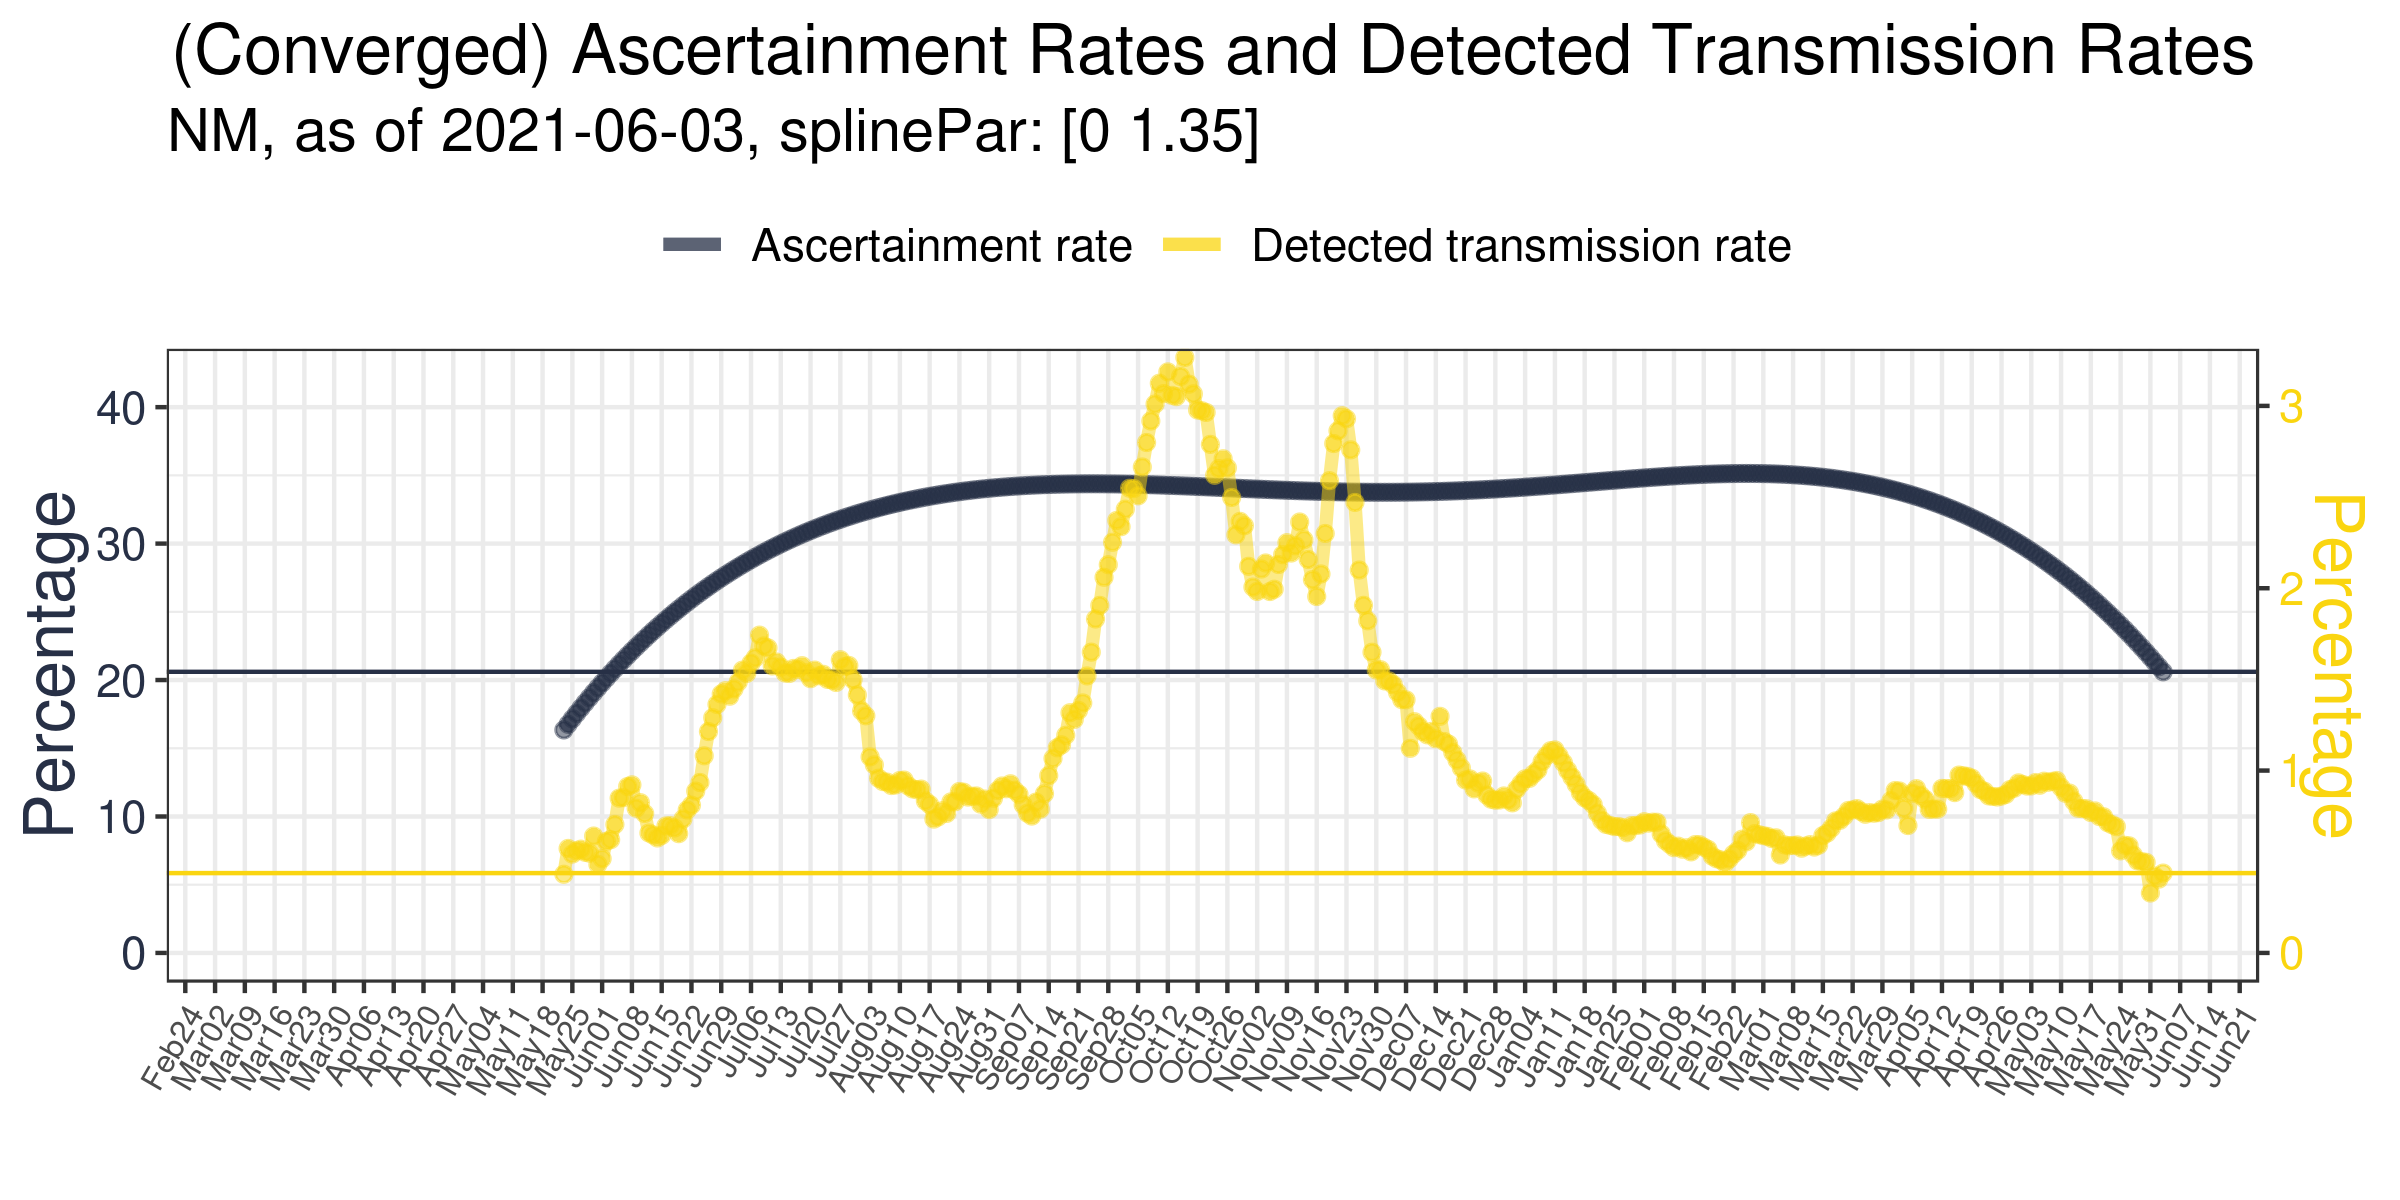 (Converged) Ascertainment Rates and Detected Transmission Rates
NM, as of 2021-06-03, splinePar: [0 1.35]
Ascertainment rate Detected transmission rate
Percentage
40
30
20
10
0
3
2
1
0
Percentage
Feb24 Mar02 Mar09 Mar16 Mar23 Mar30 Apr06 Apr13 Apr20 Apr27 May04 May11 May18 May25 Jun01 Jun08 Jun15 Jun22 Jun29 Jul06 Jul13 Jul20 Jul27 Aug03 Aug10 Aug17 Aug24 Aug31 Sep07 Sep14 Sep21 Sep28 Oct05 Oct12 Oct19 Oct26 Nov02 Nov09 Nov16 Nov23 Nov30 Dec07 Dec14 Dec21 Dec28 Jan04 Jan11 Jan18 Jan25 Feb01 Feb08 Feb15 Feb22 Mar01 Mar08 Mar15 Mar22 Mar29 Apr05 Apr12 Apr19 Apr26 May03 May10 May17 May24 May31 Jun07 Jun14 Jun21